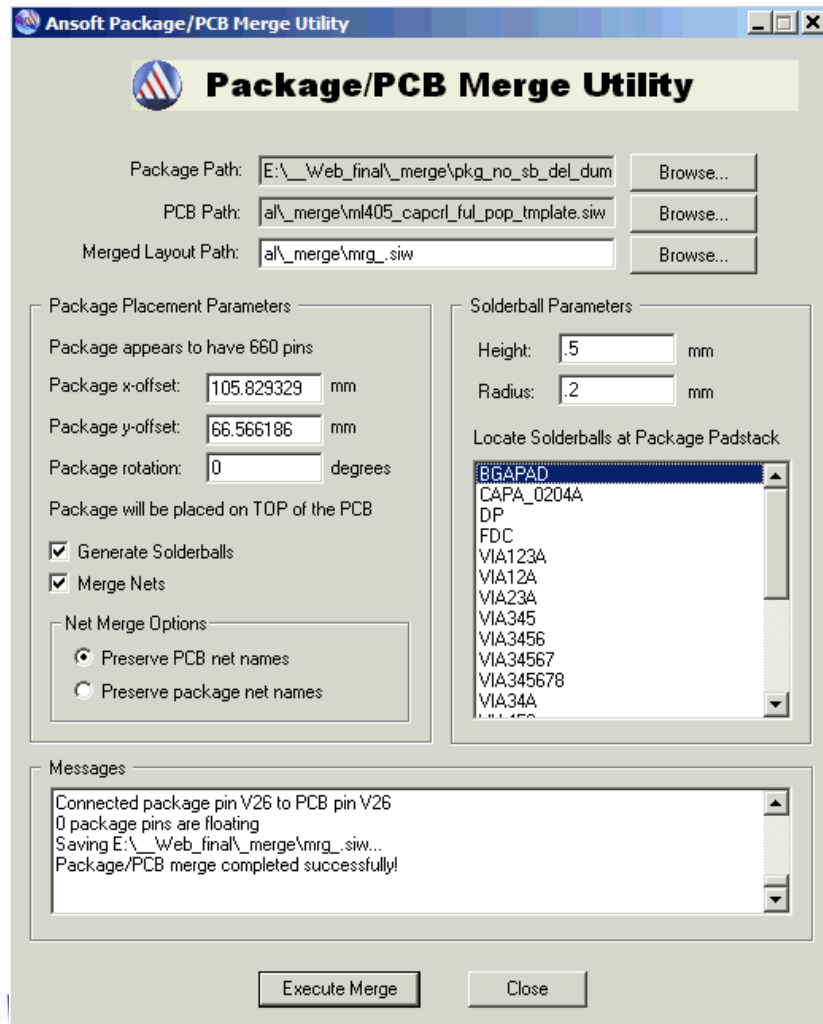 Ansoft Package/PCB Merge Utility
Package/PCB Merge Utility
Package Path: E:\__Web_final\_merge\pkg_no_sb_del_dum Browse...
PCB Path: al\_merge\ml405_capcrl_ful_pop_tmplate.siw Browse...
Merged Layout Path: al\_merge\mrg_.siw Browse...
Package Placement Parameters
Package appears to have 660 pins
Package x-offset: 105.829329 mm
Package y-offset: 66.566186 mm
Package rotation: 0 degrees
Package will be placed on TOP of the PCB
Generate Solderballs
Merge Nets
Net Merge Options
Preserve PCB net names
Preserve package net names
Solderball Parameters
Height: .5 mm
Radius: .2 mm
Locate Solderballs at Package Padstack
BGAPAD
CAPA_0204A
DP
FDC
VIA123A
VIA12A
VIA23A
VIA345
VIA3456
VIA34567
VIA345678
VIA34A
Messages
Connected package pin V26 to PCB pin V26
0 package pins are floating
Saving E:\__Web_final\_merge\mrg_.siw...
Package/PCB merge completed successfully!
Execute Merge Close